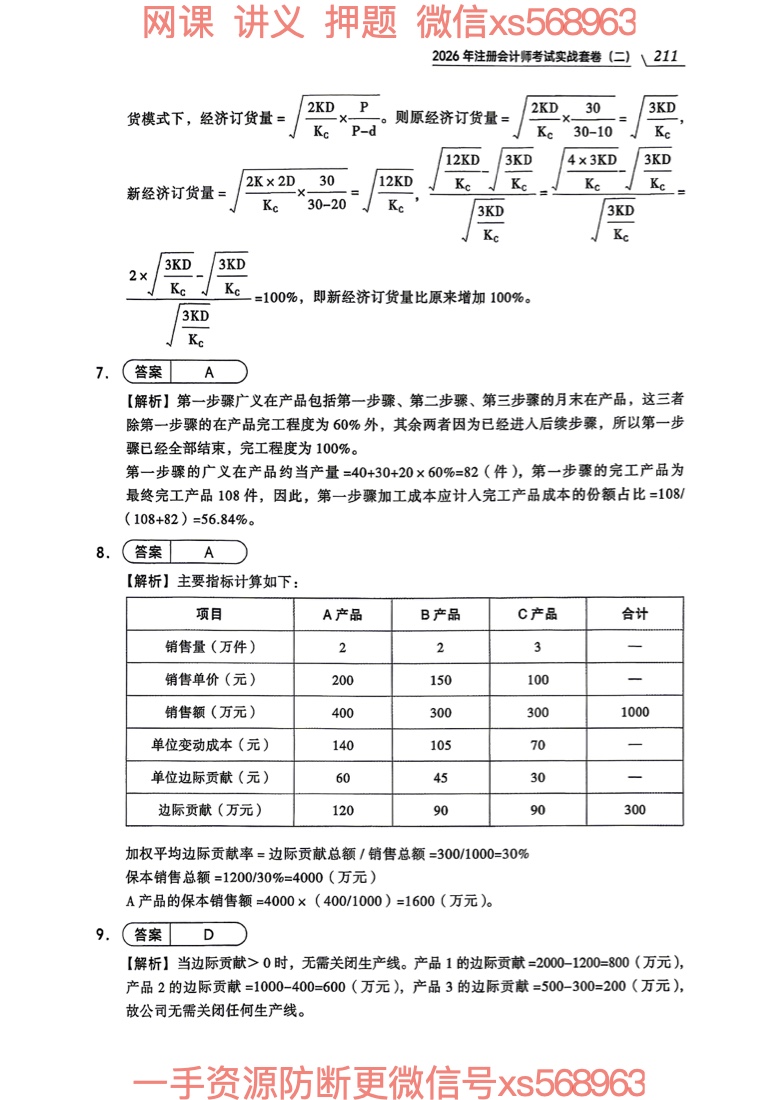 网课 讲义 押题 微信xs568963
2026 年注册会计师考试实战套卷（二） 211
货模式下，经济订货量 = √(2KD/Kc × P/(P–d))。则原经济订货量 = √(2KD/Kc × 30/(30–10)) = √(3KD/Kc)，
新经济订货量 = √(2K×2D/Kc × 30/(30–20)) = √(12KD/Kc)，(√(12KD/Kc) – √(3KD/Kc))/√(3KD/Kc) = (√(4×3KD/Kc) – √(3KD/Kc))/√(3KD/Kc) =
(2×√(3KD/Kc) – √(3KD/Kc))/√(3KD/Kc) =100%，即新经济订货量比原来增加 100%。
7. 答案 A
【解析】第一步骤广义在产品包括第一步骤、第二步骤、第三步骤的月末在产品，这三者
除第一步骤的在产品完工程度为 60% 外，其余两者因为已经进入后续步骤，所以第一步
骤已经全部结束，完工程度为 100%。
第一步骤的广义在产品约当产量 =40+30+20×60%=82（件），第一步骤的完工产品为
最终完工产品 108 件，因此，第一步骤加工成本应计入完工产品成本的份额占比 =108/
（108+82）=56.84%。
8. 答案 A
【解析】主要指标计算如下：
项目 A 产品 B 产品 C 产品 合计
销售量（万件） 2 2 3 —
销售单价（元） 200 150 100 —
销售额（万元） 400 300 300 1000
单位变动成本（元） 140 105 70 —
单位边际贡献（元） 60 45 30 —
边际贡献（万元） 120 90 90 300
加权平均边际贡献率 = 边际贡献总额 / 销售总额 =300/1000=30%
保本销售总额 =1200/30%=4000（万元）
A 产品的保本销售额 =4000×（400/1000）=1600（万元）。
9. 答案 D
【解析】当边际贡献＞0 时，无需关闭生产线。产品 1 的边际贡献 =2000–1200=800（万元），
产品 2 的边际贡献 =1000–400=600（万元），产品 3 的边际贡献 =500–300=200（万元），
故公司无需关闭任何生产线。
一手资源防断更微信号xs568963